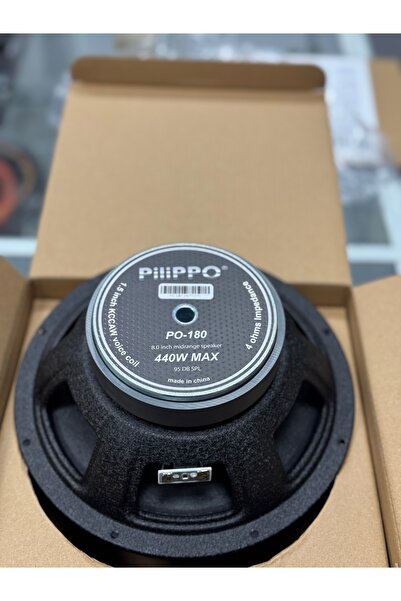 PiliPPO®
1.5 inch KCCAW voice coil
4 ohms Impedance
PO-180
8.0 inch midrange speaker
440W MAX
95 DB SPL
made in china